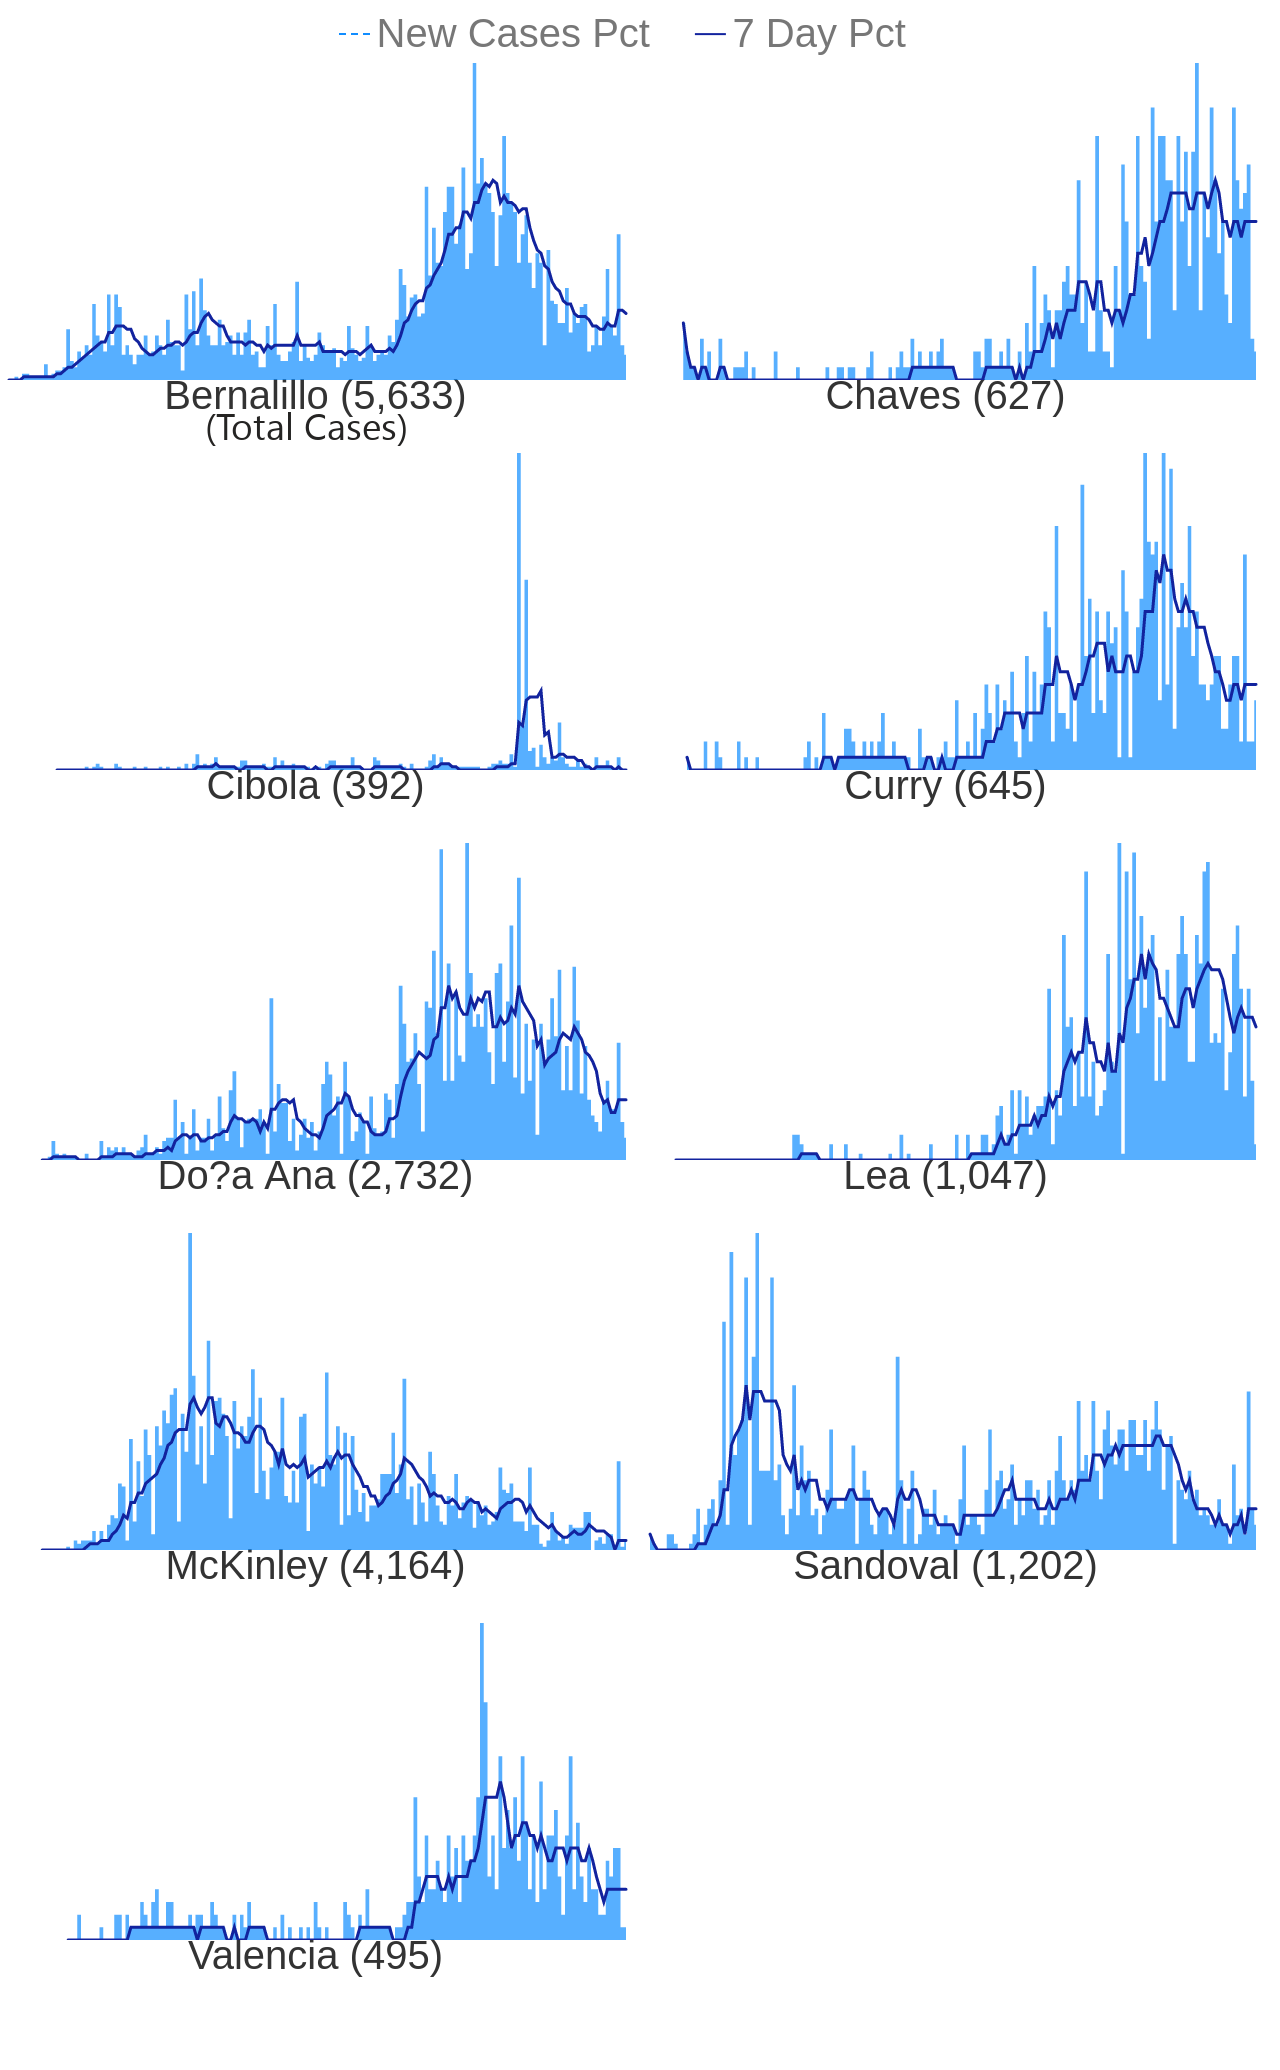 New Cases Pct 7 Day Pct
Bernalillo (5,633) Chaves (627)
(Total Cases)
Cibola (392) Curry (645)
Do?a Ana (2,732) Lea (1,047)
McKinley (4,164) Sandoval (1,202)
Valencia (495)